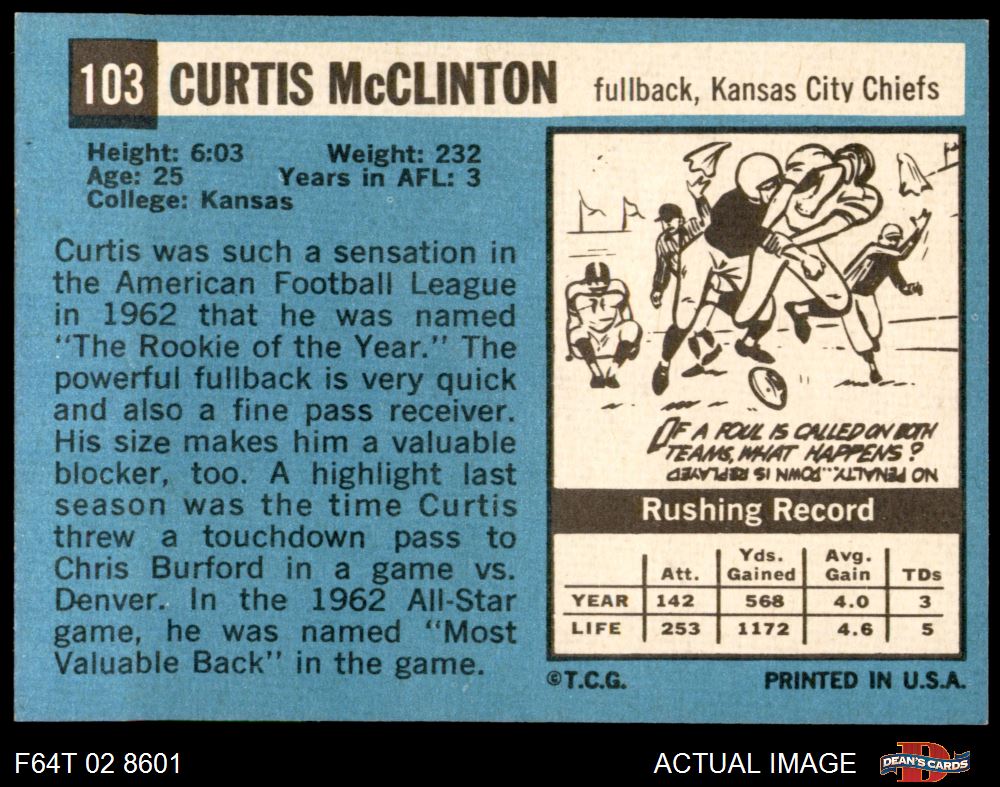 103 CURTIS McCLINTON fullback, Kansas City Chiefs
Height: 6:03 Weight: 232
Age: 25 Years in AFL: 3
College: Kansas
Curtis was such a sensation in
the American Football League
in 1962 that he was named
"The Rookie of the Year." The
powerful fullback is very quick
and also a fine pass receiver.
His size makes him a valuable
blocker, too. A highlight last
season was the time Curtis
threw a touchdown pass to
Chris Burford in a game vs.
Denver. In the 1962 All-Star
game, he was named "Most
Valuable Back" in the game.
IF A FOUL IS CALLED ON BOTH
TEAMS, WHAT HAPPENS?
NO PENALTY...DOWN IS REPLAYED
Rushing Record
Att. Yds. Gained Avg. Gain TDs
YEAR 142 568 4.0 3
LIFE 253 1172 4.6 5
©T.C.G. PRINTED IN U.S.A.
F64T 02 8601 ACTUAL IMAGE D DEAN'S CARDS